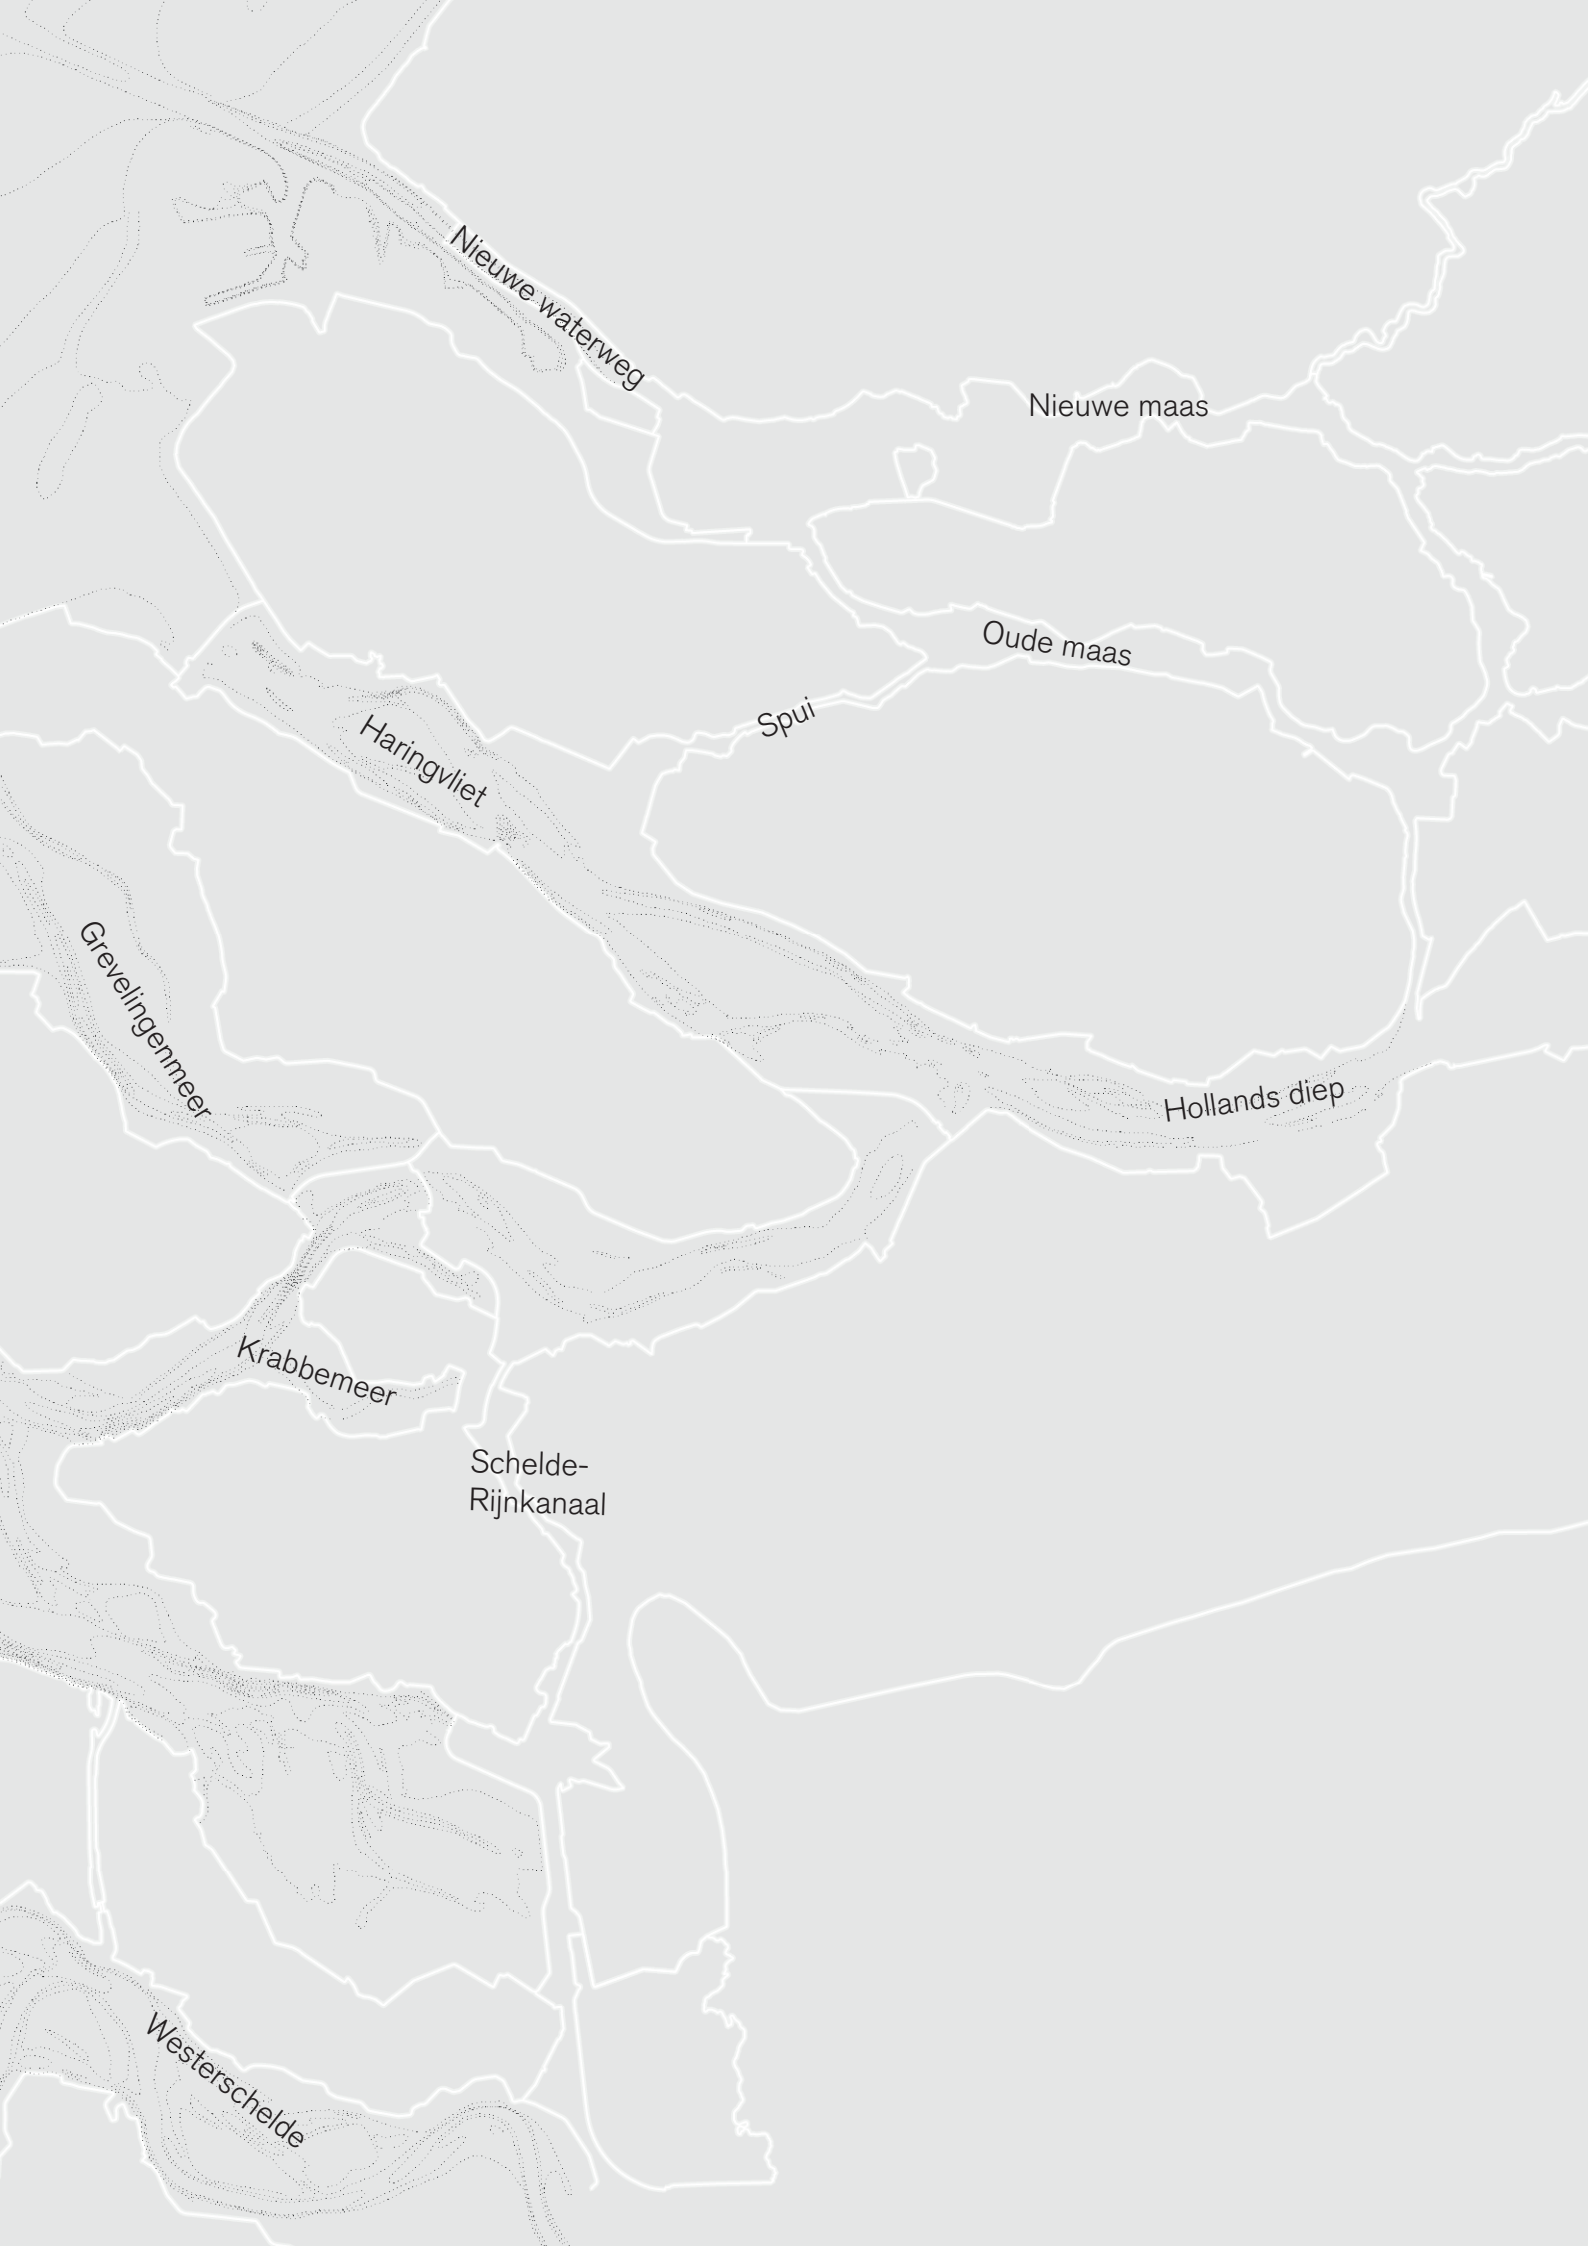 Nieuwe waterweg
Nieuwe maas
Oude maas
Spui
Haringvliet
Grevelingenmeer
Hollands diep
Krabbemeer
Schelde-
Rijnkanaal
Westerschelde